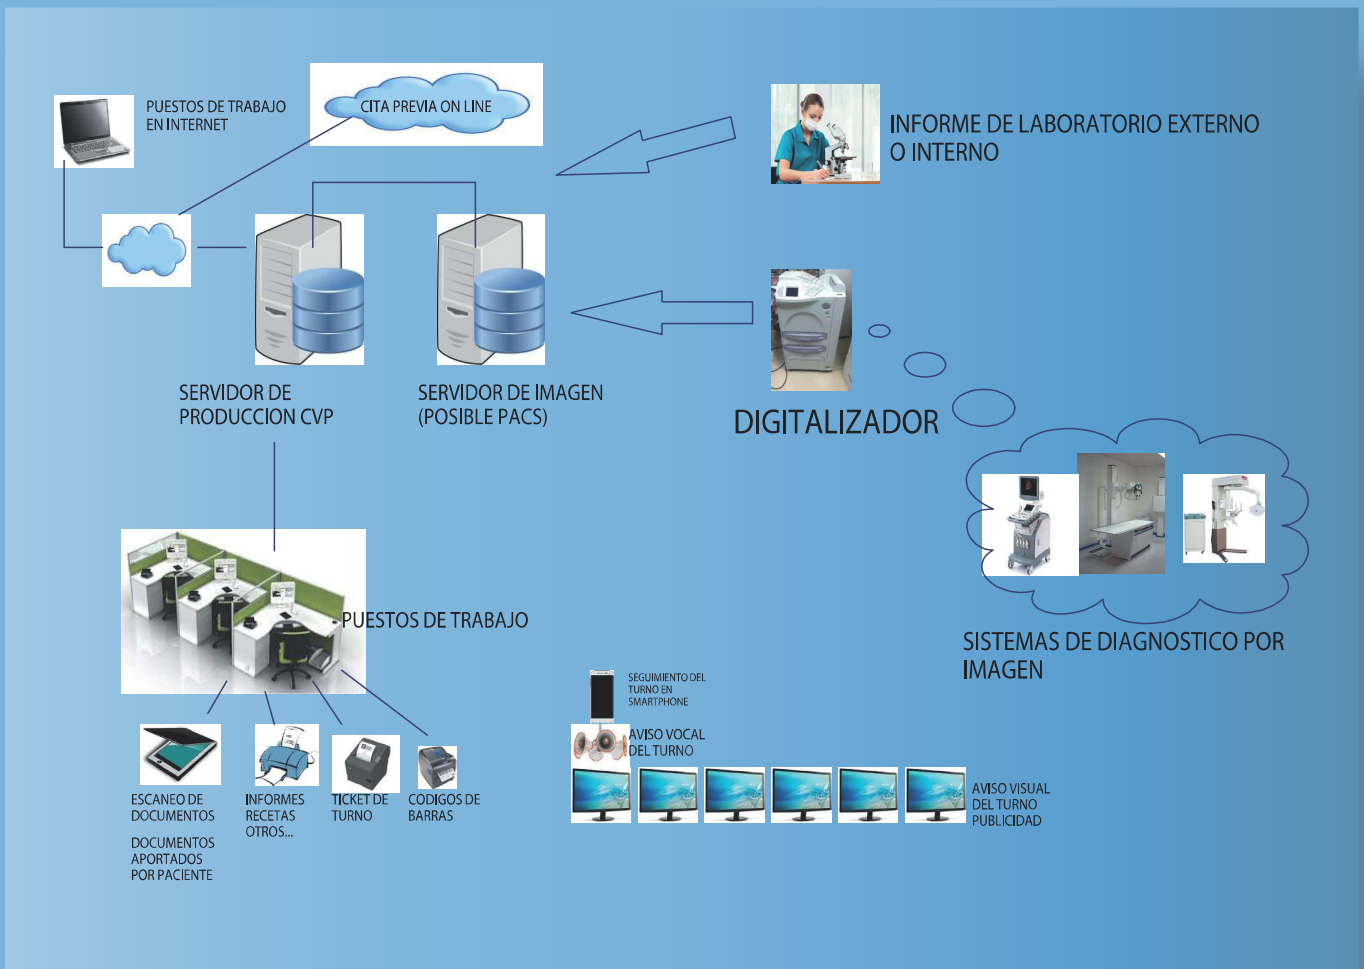 PUESTOS DE TRABAJO
EN INTERNET
CITA PREVIA ON LINE
INFORME DE LABORATORIO EXTERNO
O INTERNO
SERVIDOR DE
PRODUCCION CVP
SERVIDOR DE IMAGEN
(POSIBLE PACS)
DIGITALIZADOR
SISTEMAS DE DIAGNOSTICO POR
IMAGEN
PUESTOS DE TRABAJO
SEGUIMIENTO DEL
TURNO EN
SMARTPHONE
AVISO VOCAL
DEL TURNO
AVISO VISUAL
DEL TURNO
PUBLICIDAD
ESCANEO DE
DOCUMENTOS
DOCUMENTOS
APORTADOS
POR PACIENTE
INFORMES
RECETAS
OTROS...
TICKET DE
TURNO
CODIGOS DE
BARRAS